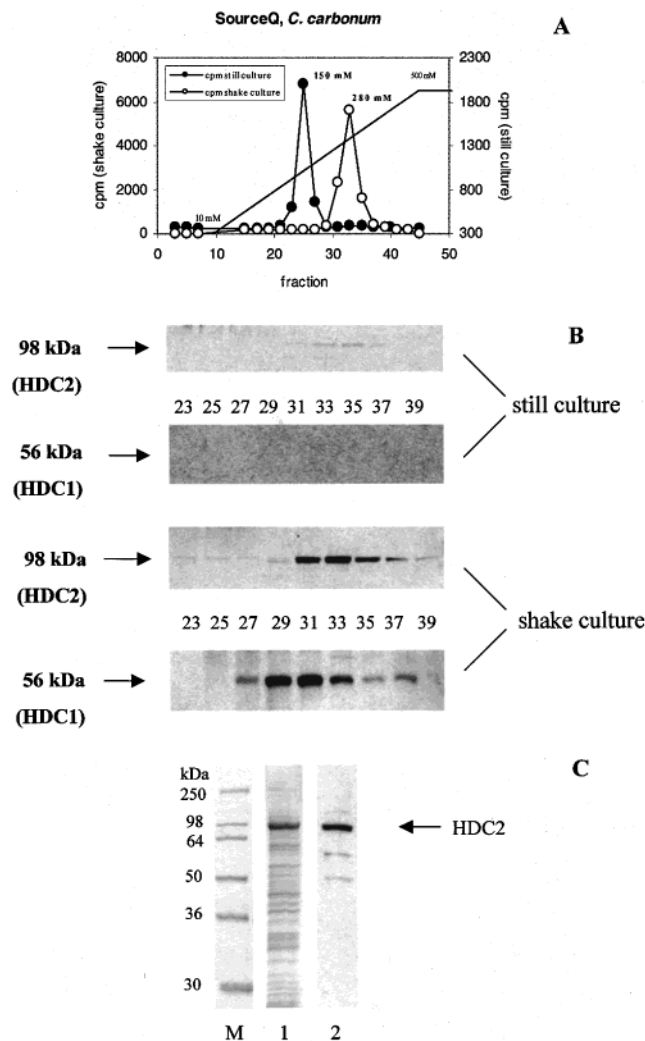 SourceQ, C. carbonum
A
cpm still culture
cpm shake culture
150 mM
280 mM
500 mM
10 mM
cpm (shake culture)
8000
6000
4000
2000
0
cpm (still culture)
2300
1800
1300
800
300
0 10 20 30 40 50
fraction
B
98 kDa
(HDC2)
23 25 27 29 31 33 35 37 39
still culture
56 kDa
(HDC1)
98 kDa
(HDC2)
23 25 27 29 31 33 35 37 39
shake culture
56 kDa
(HDC1)
C
kDa
250
98
64
50
36
30
HDC2
M 1 2